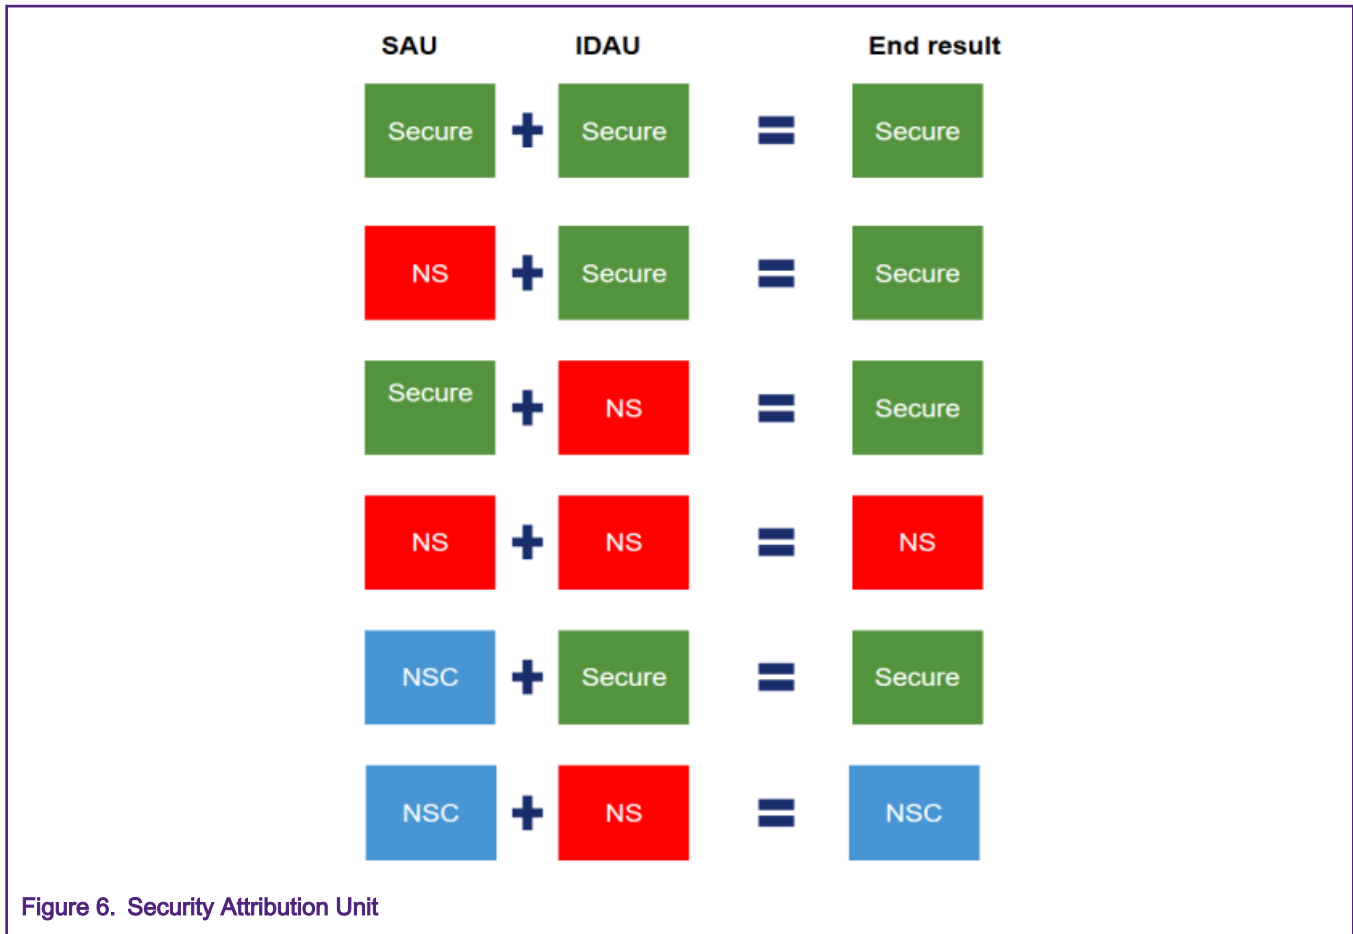 SAU IDAU End result
Secure + Secure = Secure
NS + Secure = Secure
Secure + NS = Secure
NS + NS = NS
NSC + Secure = Secure
NSC + NS = NSC
Figure 6. Security Attribution Unit